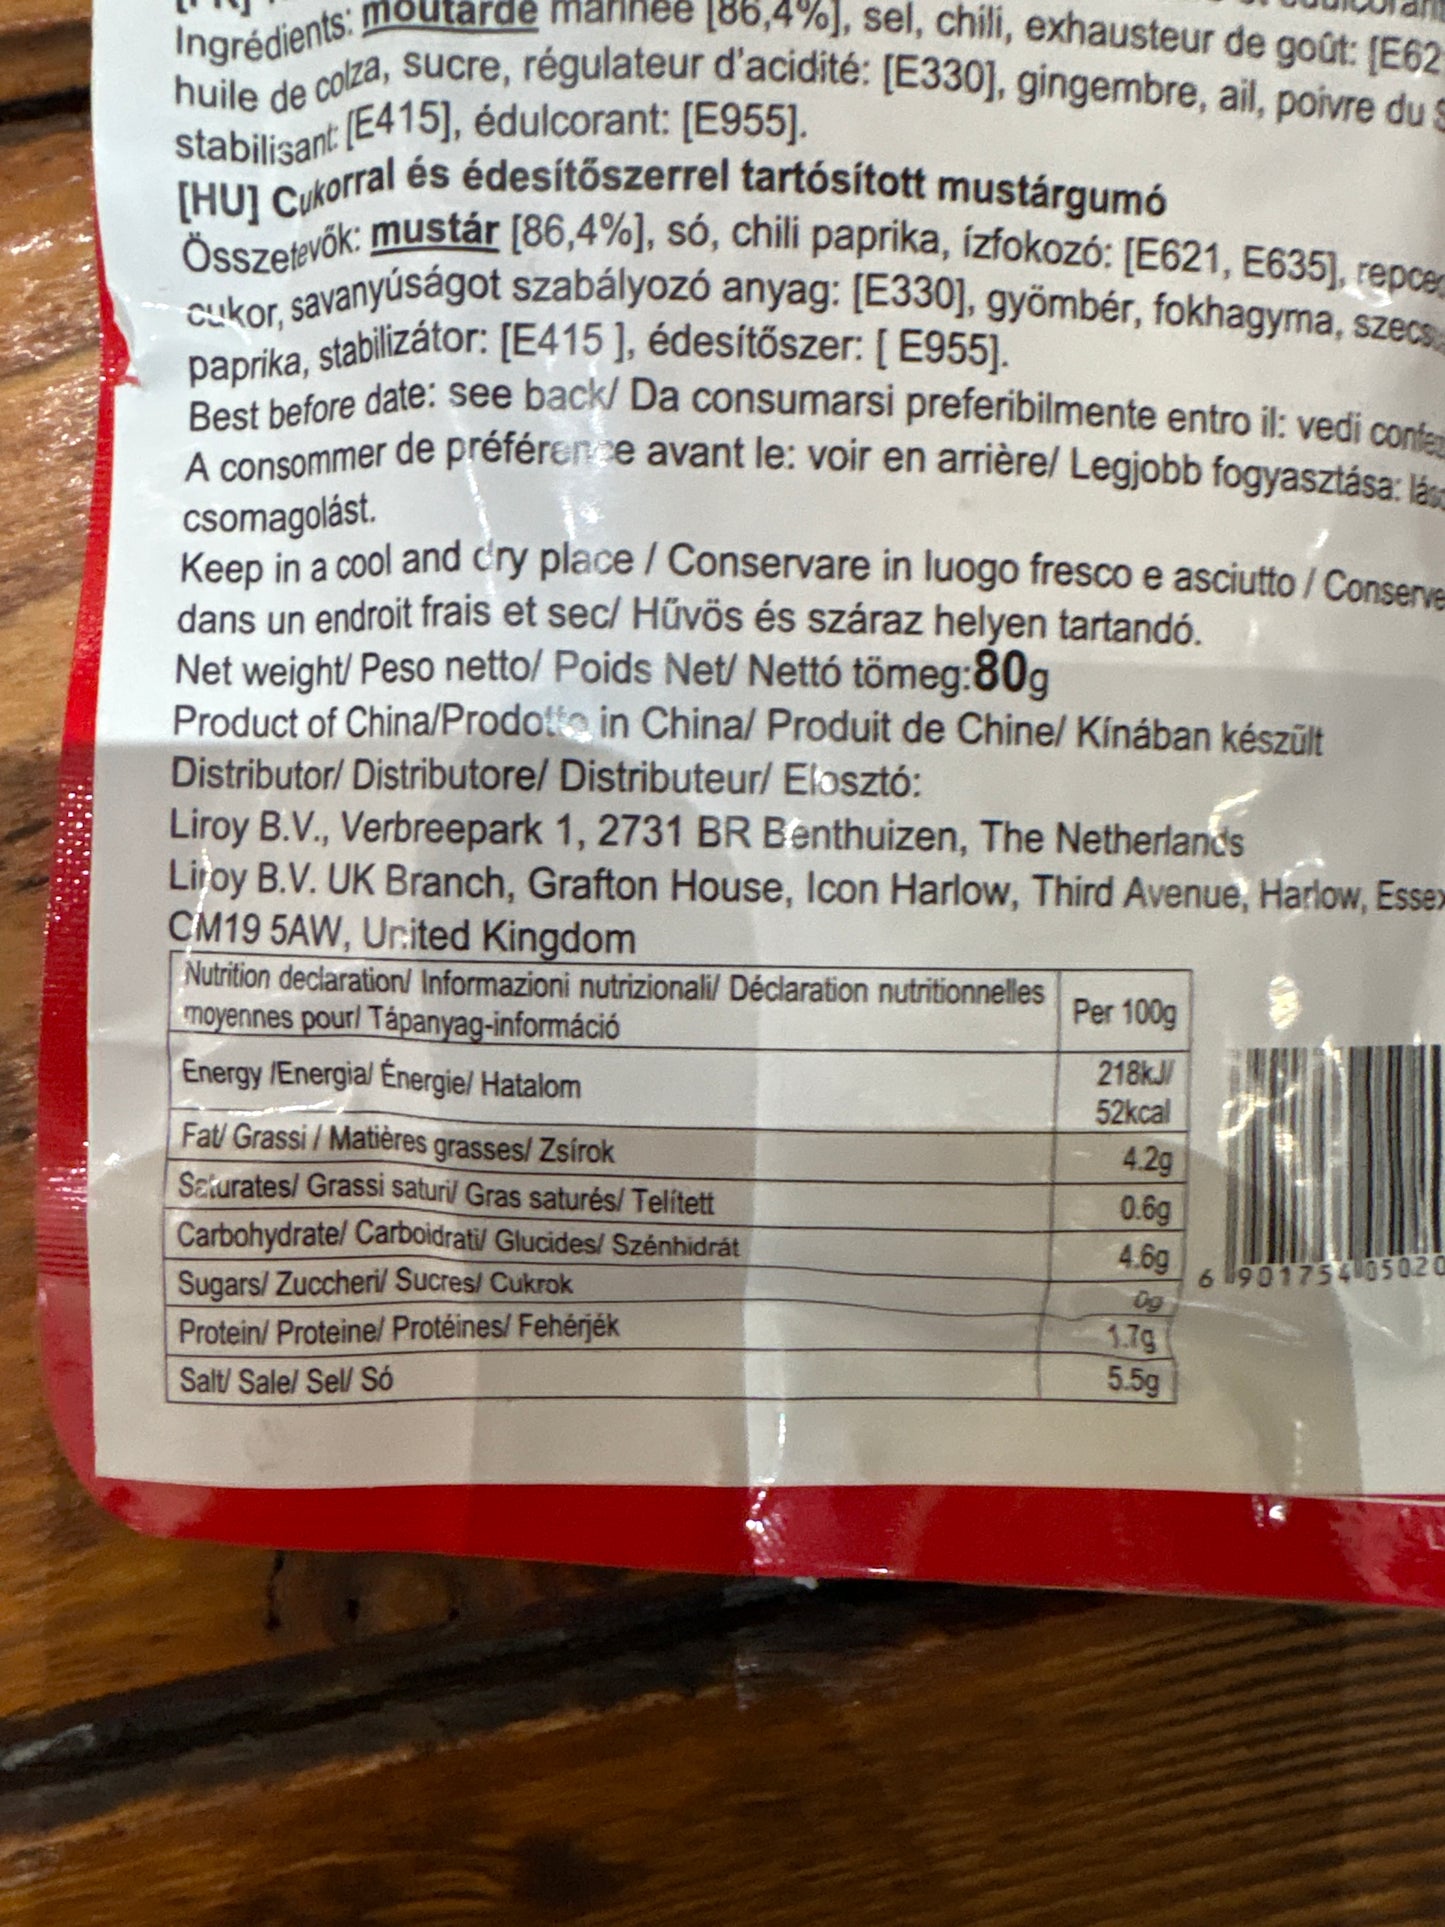 Ingrédients: moutarde marinée [86,4%], sel, chili, exhausteur de goût: [E62
huile de colza, sucre, régulateur d'acidité: [E330], gingembre, ail, poivre du S
stabilisant: [E415], édulcorant: [E955].
[HU] Cukorral és édesítőszerrel tartósított mustárgumó
Összetevők: mustár [86,4%], só, chili paprika, ízfokozó: [E621, E635], repce
cukor, savanyúságot szabályozó anyag: [E330], gyömbér, fokhagyma, szecs
paprika, stabilizátor: [E415 ], édesítőszer: [ E955].
Best before date: see back/ Da consumarsi preferibilmente entro il: vedi confez
A consommer de préférence avant le: voir en arrière/ Legjobb fogyasztása: lás
csomagolást.
Keep in a cool and dry place / Conservare in luogo fresco e asciutto / Conserve
dans un endroit frais et sec/ Hűvös és száraz helyen tartandó.
Net weight/ Peso netto/ Poids Net/ Nettó tömeg:80g
Product of China/Prodotto in China/ Produit de Chine/ Kínában készült
Distributor/ Distributore/ Distributeur/ Elosztó:
Liroy B.V., Verbreepark 1, 2731 BR Benthuizen, The Netherlands
Liroy B.V. UK Branch, Grafton House, Icon Harlow, Third Avenue, Harlow, Essex
CM19 5AW, United Kingdom
Nutrition declaration/ Informazioni nutrizionali/ Déclaration nutritionnelles
moyennes pour/ Tápanyag-információ Per 100g
Energy /Energia/ Énergie/ Hatalom 218kJ/
52kcal
Fat/ Grassi / Matières grasses/ Zsírok 4.2g
Saturates/ Grassi saturi/ Gras saturés/ Telített 0.6g
Carbohydrate/ Carboidrati/ Glucides/ Szénhidrát 4.6g
Sugars/ Zuccheri/ Sucres/ Cukrok 0g
Protein/ Proteine/ Protéines/ Fehérjék 1.7g
Salt/ Sale/ Sel/ Só 5.5g
6 901754 05020